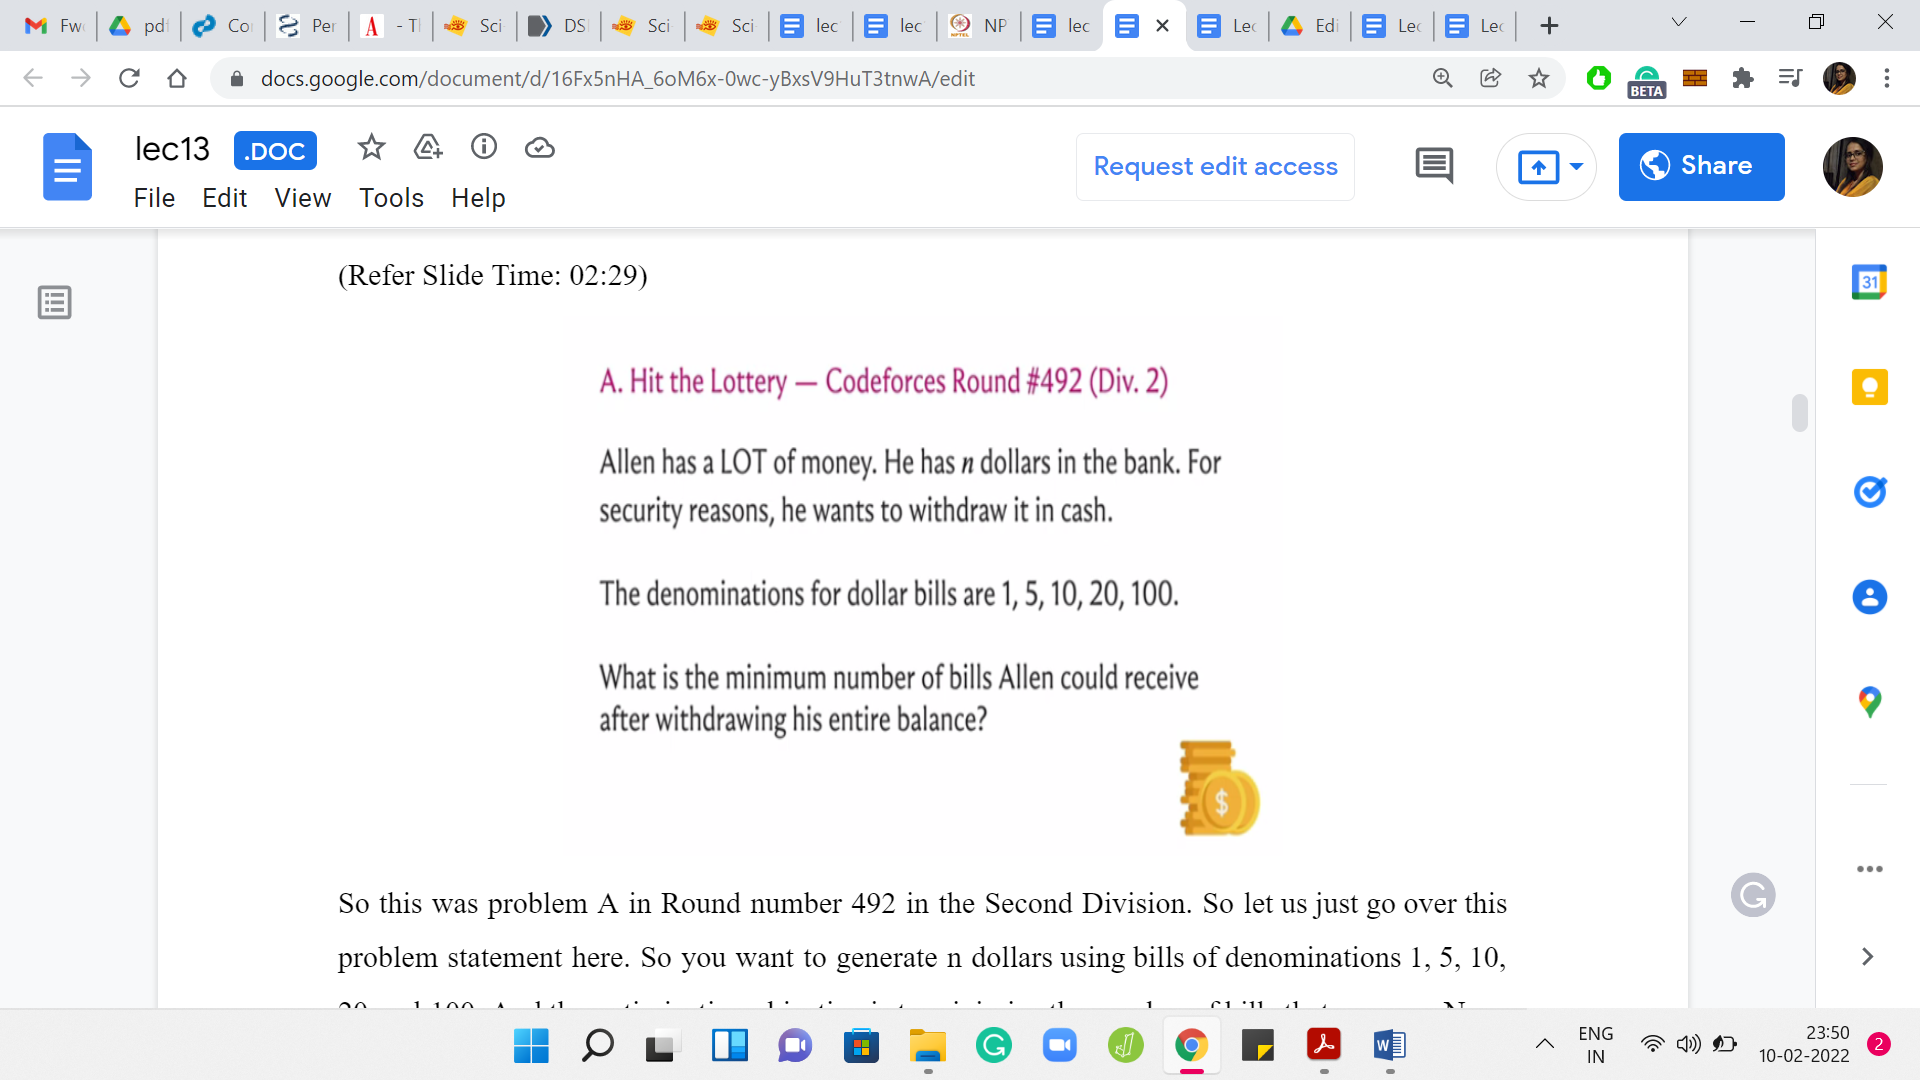 Fw
pdf
Co
Per
A - Tl
Sci
DS
Sci
Sci
lec
lec
NP
lec
Lec
Edi
Lec
Lec
docs.google.com/document/d/16Fx5nHA_6oM6x-0wc-yBxsV9HuT3tnwA/edit
BETA
lec13 .DOC
Request edit access
Share
File Edit View Tools Help
31
(Refer Slide Time: 02:29)
A. Hit the Lottery — Codeforces Round #492 (Div. 2)
Allen has a LOT of money. He has n dollars in the bank. For
security reasons, he wants to withdraw it in cash.
The denominations for dollar bills are 1, 5, 10, 20, 100.
What is the minimum number of bills Allen could receive
after withdrawing his entire balance?
$
So this was problem A in Round number 492 in the Second Division. So let us just go over this
problem statement here. So you want to generate n dollars using bills of denominations 1, 5, 10,
ENG
IN
23:50
10-02-2022
2